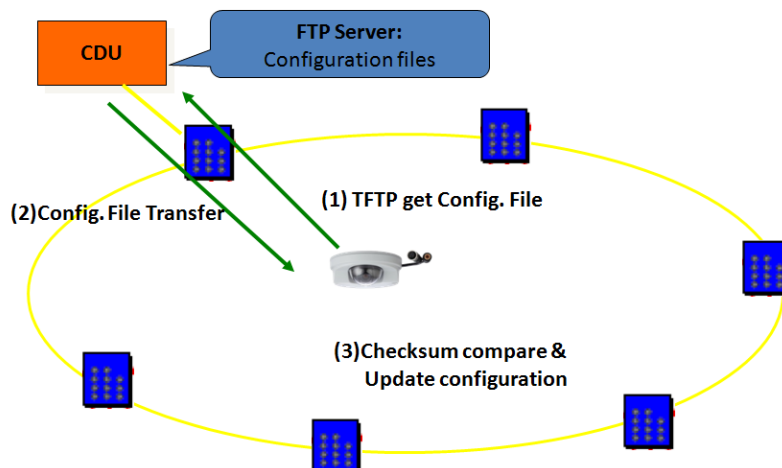 CDU
FTP Server:
Configuration files
(1) TFTP get Config. File
(2)Config. File Transfer
(3)Checksum compare &
Update configuration